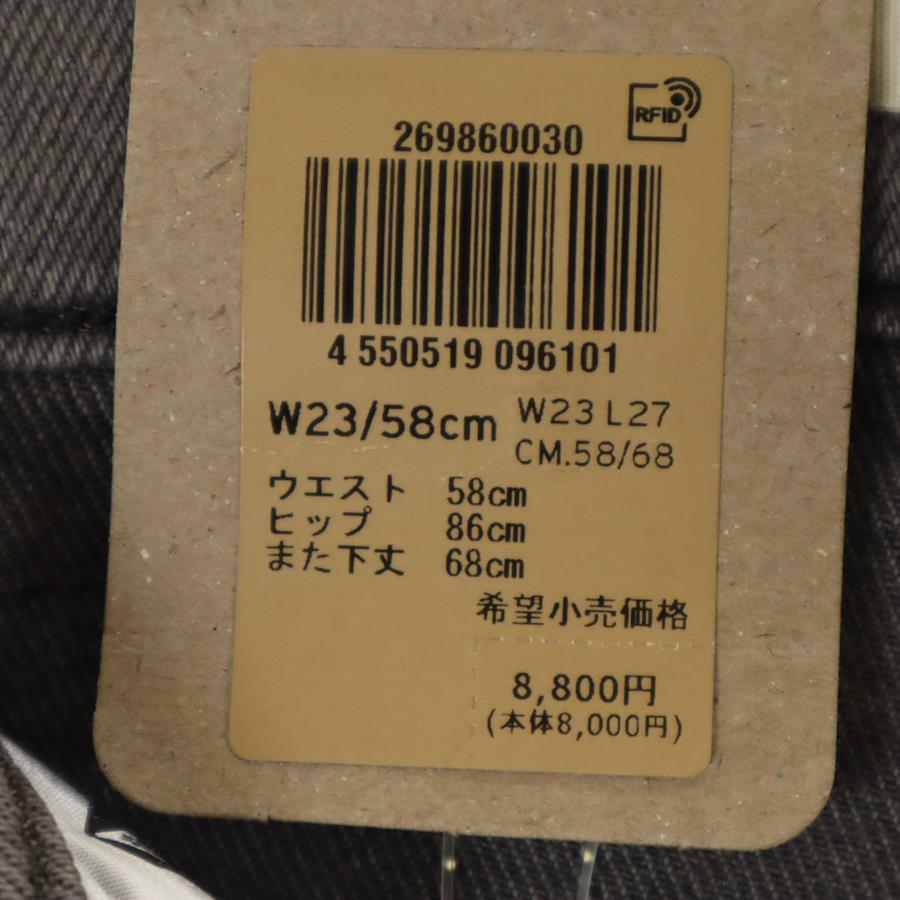 RFID
269860030
4 550519 096101
W23/58cm W23 L27
CM.58/68
ウエスト 58cm
ヒップ 86cm
また下丈 68cm
希望小売価格
8,800円
(本体8,000円)